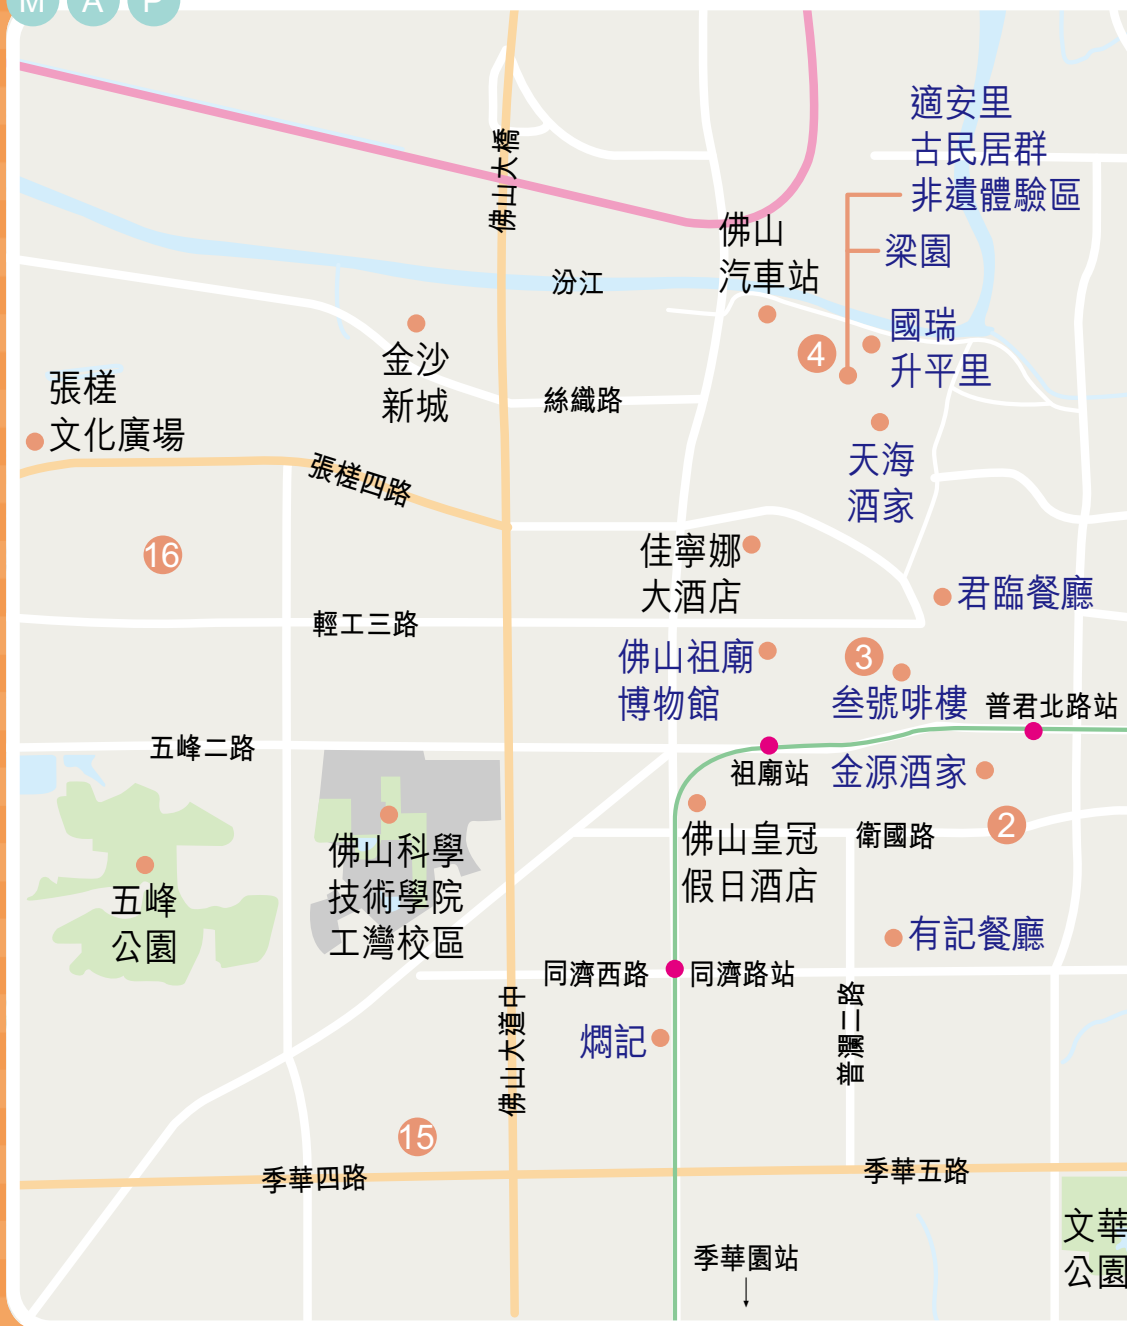 M A P
適安里
古民居群
非遺體驗區
佛山大橋
佛山
汽車站
梁園
汾江
國瑞
升平里
4
金沙
新城
張槎
文化廣場
絲織路
天海
酒家
張槎四路
16
佳寧娜
大酒店
君臨餐廳
輕工三路
佛山祖廟
博物館
3
叁號啡樓
普君北路站
五峰二路
祖廟站
金源酒家
2
佛山皇冠
假日酒店
衛國路
佛山科學
技術學院
江灣校區
五峰
公園
有記餐廳
同濟西路
同濟路站
佛山大道中
普瀾二路
燜記
15
季華四路
季華五路
文華
公園
季華園站